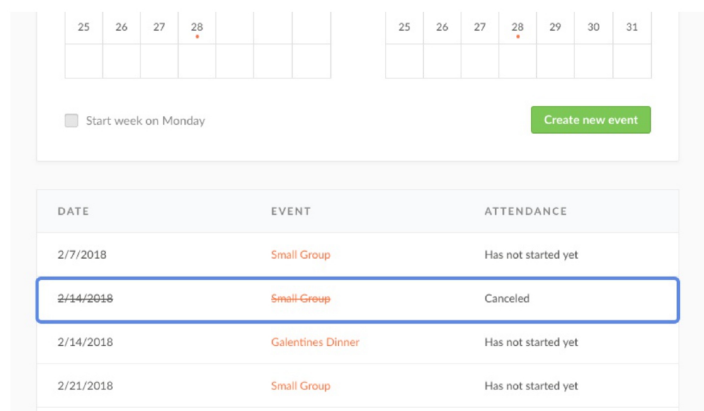 25 26 27 28 25 26 27 28 29 30 31
Start week on Monday Create new event
DATE EVENT ATTENDANCE
2/7/2018 Small Group Has not started yet
2/14/2018 Small Group Canceled
2/14/2018 Galentines Dinner Has not started yet
2/21/2018 Small Group Has not started yet